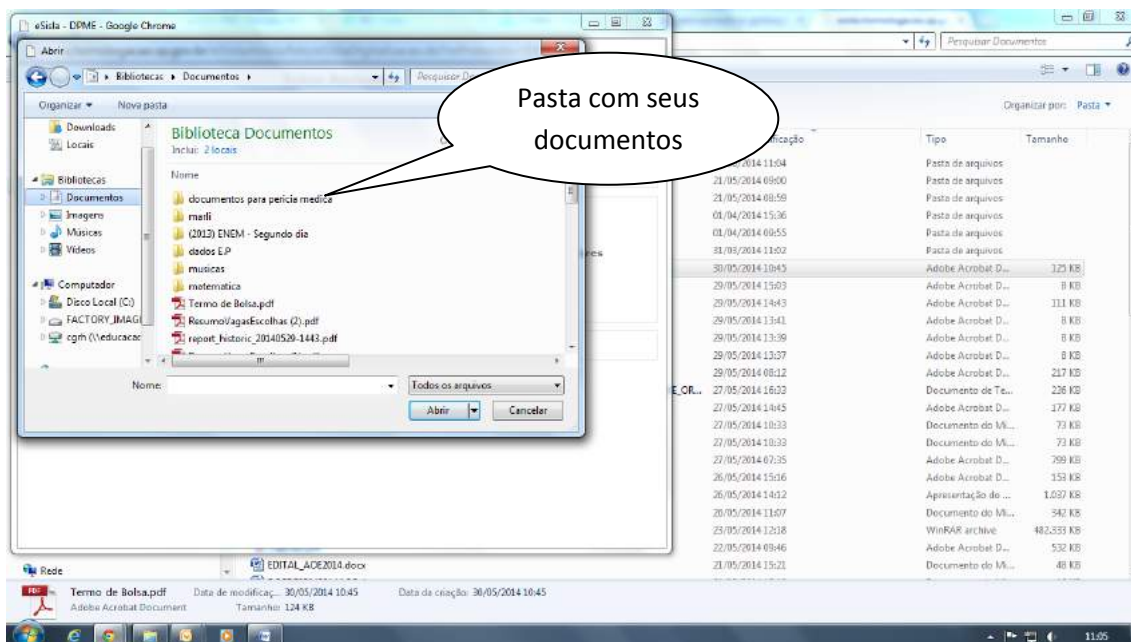 eSisla - DPME - Google Chrome
Abrir
Bibliotecas ▸ Documentos ▸
Pesquisar Documentos
Organizar
Nova pasta
Organizar por: Pasta
Pasta com seus
documentos
Downloads
Locais
Bibliotecas
Documentos
Imagens
Músicas
Vídeos
Computador
Disco Local (C:)
FACTORY_IMAG
cgrh (\\educacac
Biblioteca Documentos
Inclui: 2 locais
Nome
documentos para pericia medica
marli
(2013) ENEM - Segundo dia
dados E.P
musicas
matematica
Termo de Bolsa.pdf
ResumoVagasEscolhas (2).pdf
report_historic_20140529-1443.pdf
Nome:
Todos os arquivos
Abrir
Cancelar
Tipo
Tamanho
11:04 Pasta de arquivos
21/05/2014 09:00 Pasta de arquivos
21/05/2014 08:59 Pasta de arquivos
01/04/2014 15:36 Pasta de arquivos
01/04/2014 09:55 Pasta de arquivos
31/03/2014 11:02 Pasta de arquivos
30/05/2014 10:45 Adobe Acrobat D... 125 KB
29/05/2014 15:03 Adobe Acrobat D... 8 KB
29/05/2014 14:43 Adobe Acrobat D... 111 KB
29/05/2014 13:41 Adobe Acrobat D... 8 KB
29/05/2014 13:39 Adobe Acrobat D... 8 KB
29/05/2014 13:37 Adobe Acrobat D... 8 KB
29/05/2014 08:12 Adobe Acrobat D... 217 KB
E_OR... 27/05/2014 16:33 Documento de Te... 236 KB
27/05/2014 14:45 Adobe Acrobat D... 177 KB
27/05/2014 10:33 Documento do Mi... 73 KB
27/05/2014 10:33 Documento do Mi... 73 KB
27/05/2014 07:35 Adobe Acrobat D... 799 KB
26/05/2014 15:16 Adobe Acrobat D... 153 KB
26/05/2014 14:12 Apresentação do ... 1.037 KB
26/05/2014 11:07 Documento do Mi... 342 KB
23/05/2014 12:18 WinRAR archive 482.333 KB
22/05/2014 09:46 Adobe Acrobat D... 532 KB
EDITAL_AOE2014.docx 21/05/2014 15:21 Documento do Mi... 48 KB
Rede
Termo de Bolsa.pdf Data de modificaç... 30/05/2014 10:45 Data da criação: 30/05/2014 10:45
Adobe Acrobat Document Tamanho: 124 KB
11:05